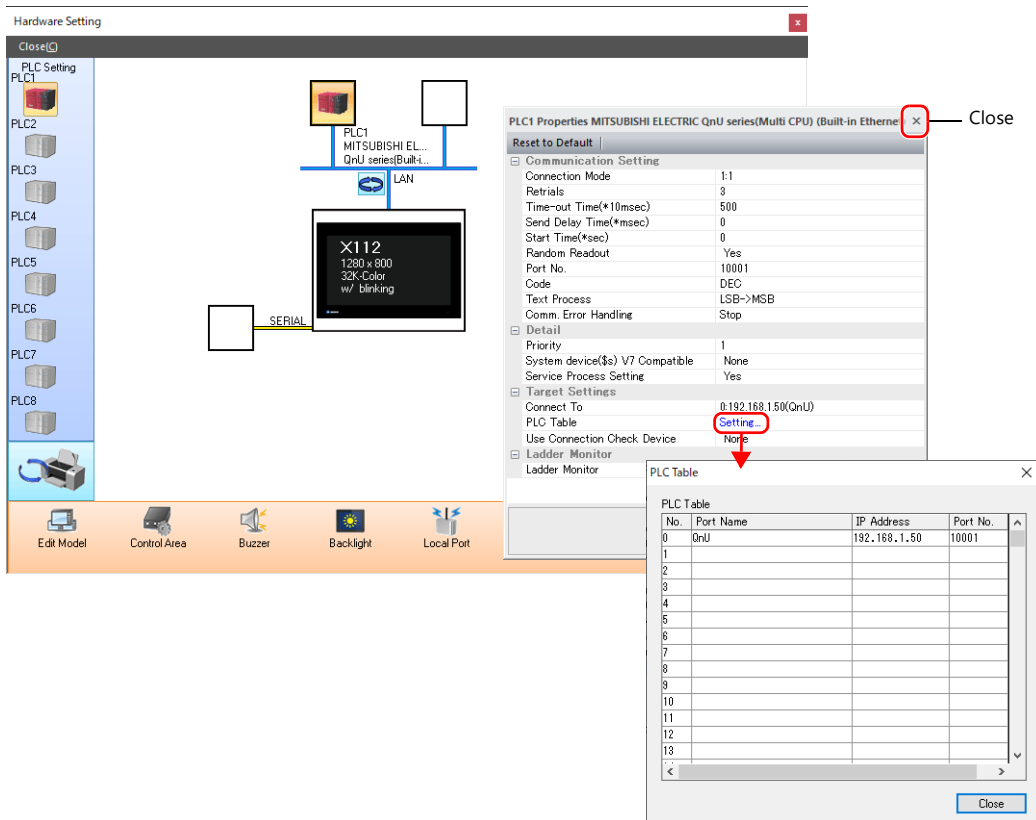 Hardware Setting
x
Close(C)
PLC Setting
PLC1
PLC2
PLC3
PLC4
PLC5
PLC6
PLC7
PLC8
PLC1
MITSUBISHI EL...
QnU series(Built-i...
LAN
X112
1280 x 800
32K-Color
w/ blinking
SERIAL
Edit Model
Control Area
Buzzer
Backlight
Local Port
PLC1 Properties MITSUBISHI ELECTRIC QnU series(Multi CPU) (Built-in Ethernet
Close
Reset to Default
Communication Setting
Connection Mode 1:1
Retrials 3
Time-out Time(*10msec) 500
Send Delay Time(*msec) 0
Start Time(*sec) 0
Random Readout Yes
Port No. 10001
Code DEC
Text Process LSB->MSB
Comm. Error Handling Stop
Detail
Priority 1
System device($s) V7 Compatible None
Service Process Setting Yes
Target Settings
Connect To 0:192.168.1.50(QnU)
PLC Table Setting...
Use Connection Check Device None
Ladder Monitor
Ladder Monitor
PLC Table
PLC Table
No. Port Name IP Address Port No.
0 QnU 192.168.1.50 10001
1
2
3
4
5
6
7
8
9
10
11
12
13
Close